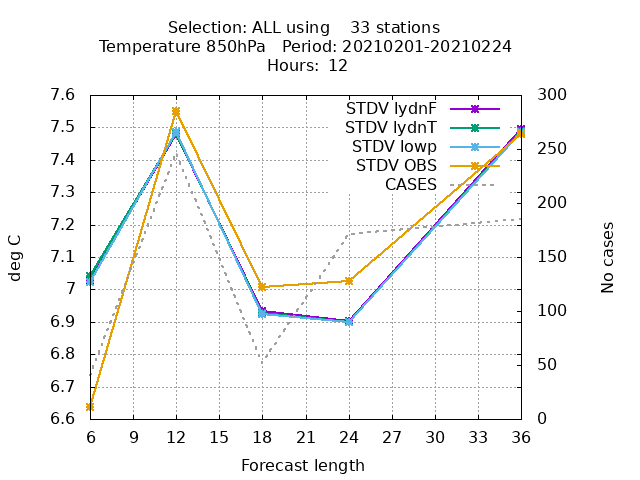 Selection: ALL using    33 stations
Temperature 850hPa   Period: 20210201-20210224
Hours:  12
7.6
7.5
7.4
7.3
7.2
7.1
7
6.9
6.8
6.7
6.6
300
250
200
150
100
50
0
STDV lydnF
STDV lydnT
STDV lowp
STDV OBS
CASES
deg C
No cases
6 9 12 15 18 21 24 27 30 33 36
Forecast length